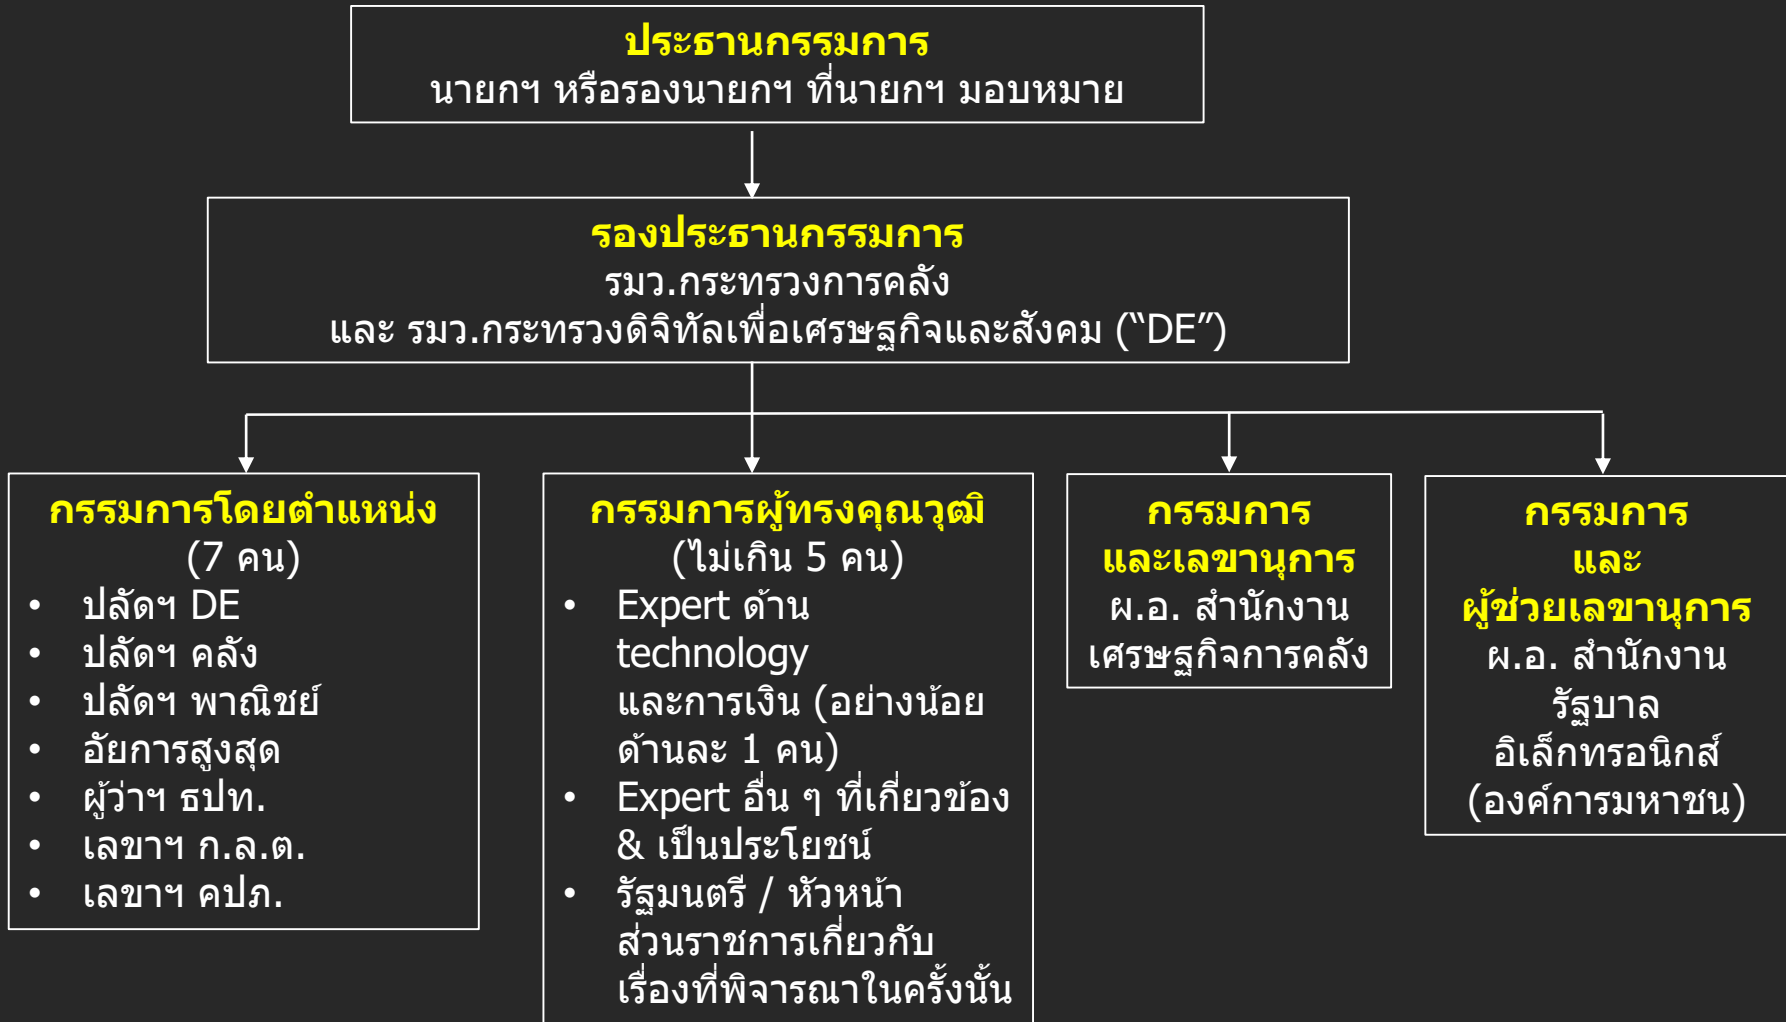 ประธานกรรมการ
นายกฯ หรือรองนายกฯ ที่นายกฯ มอบหมาย
รองประธานกรรมการ
รมว.กระทรวงการคลัง
และ รมว.กระทรวงดิจิทัลเพื่อเศรษฐกิจและสังคม (“DE”)
กรรมการโดยตำแหน่ง
(7 คน)
• ปลัดฯ DE
• ปลัดฯ คลัง
• ปลัดฯ พาณิชย์
• อัยการสูงสุด
• ผู้ว่าฯ ธปท.
• เลขาฯ ก.ล.ต.
• เลขาฯ คปภ.
กรรมการผู้ทรงคุณวุฒิ
(ไม่เกิน 5 คน)
• Expert ด้าน
technology
และการเงิน (อย่างน้อย
ด้านละ 1 คน)
• Expert อื่น ๆ ที่เกี่ยวข้อง
& เป็นประโยชน์
• รัฐมนตรี / หัวหน้า
ส่วนราชการเกี่ยวกับ
เรื่องที่พิจารณาในครั้งนั้น
กรรมการ
และเลขานุการ
ผ.อ. สำนักงาน
เศรษฐกิจการคลัง
กรรมการ
และ
ผู้ช่วยเลขานุการ
ผ.อ. สำนักงาน
รัฐบาล
อิเล็กทรอนิกส์
(องค์การมหาชน)